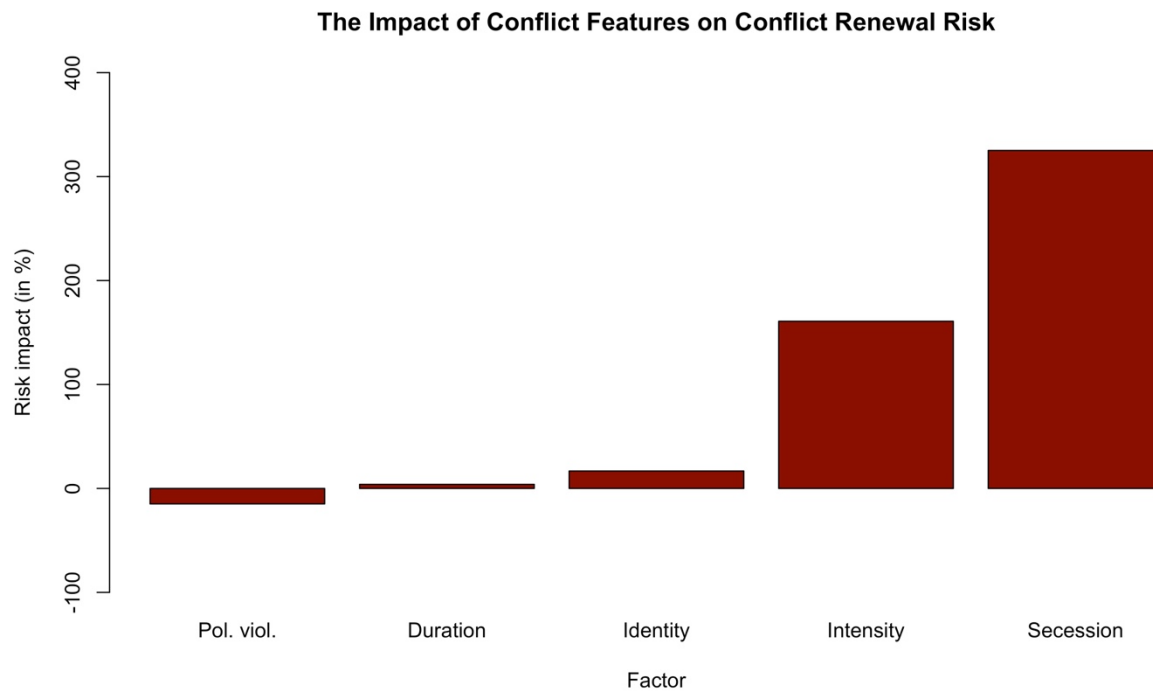 The Impact of Conflict Features on Conflict Renewal Risk
400
300
200
100
0
-100
Risk impact (in %)
Pol. viol.
Duration
Identity
Intensity
Secession
Factor